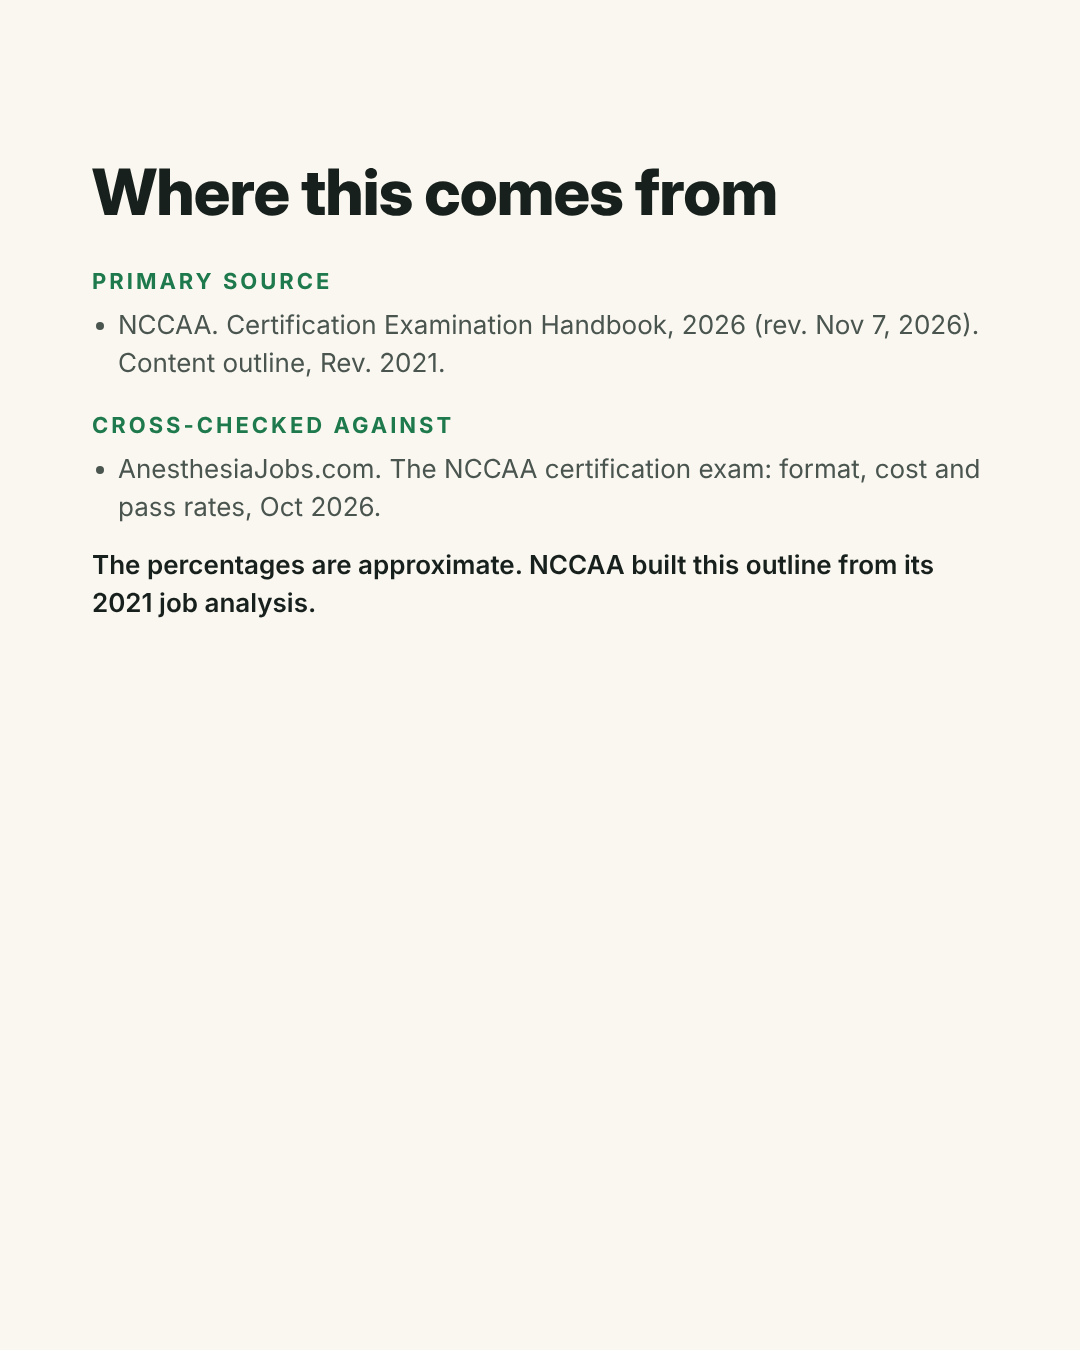 Where this comes from
PRIMARY SOURCE
• NCCAA. Certification Examination Handbook, 2026 (rev. Nov 7, 2026).
Content outline, Rev. 2021.
CROSS-CHECKED AGAINST
• AnesthesiaJobs.com. The NCCAA certification exam: format, cost and
pass rates, Oct 2026.
The percentages are approximate. NCCAA built this outline from its
2021 job analysis.